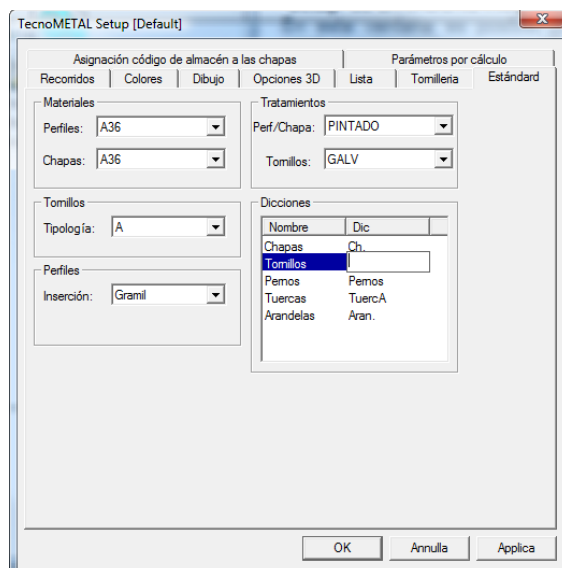 TecnoMETAL Setup [Default]
Asignación código de almacén a las chapas
Parámetros por cálculo
Recorridos
Colores
Dibujo
Opciones 3D
Lista
Tornilleria
Estándard
Materiales
Perfiles: A36
Chapas: A36
Tratamientos
Perf/Chapa: PINTADO
Tornillos: GALV
Tornillos
Tipología: A
Perfiles
Inserción: Gramil
Dicciones
Nombre Dic
Chapas Ch.
Tornillos
Pernos Pernos
Tuercas TuercA
Arandelas Aran.
OK
Annulla
Applica